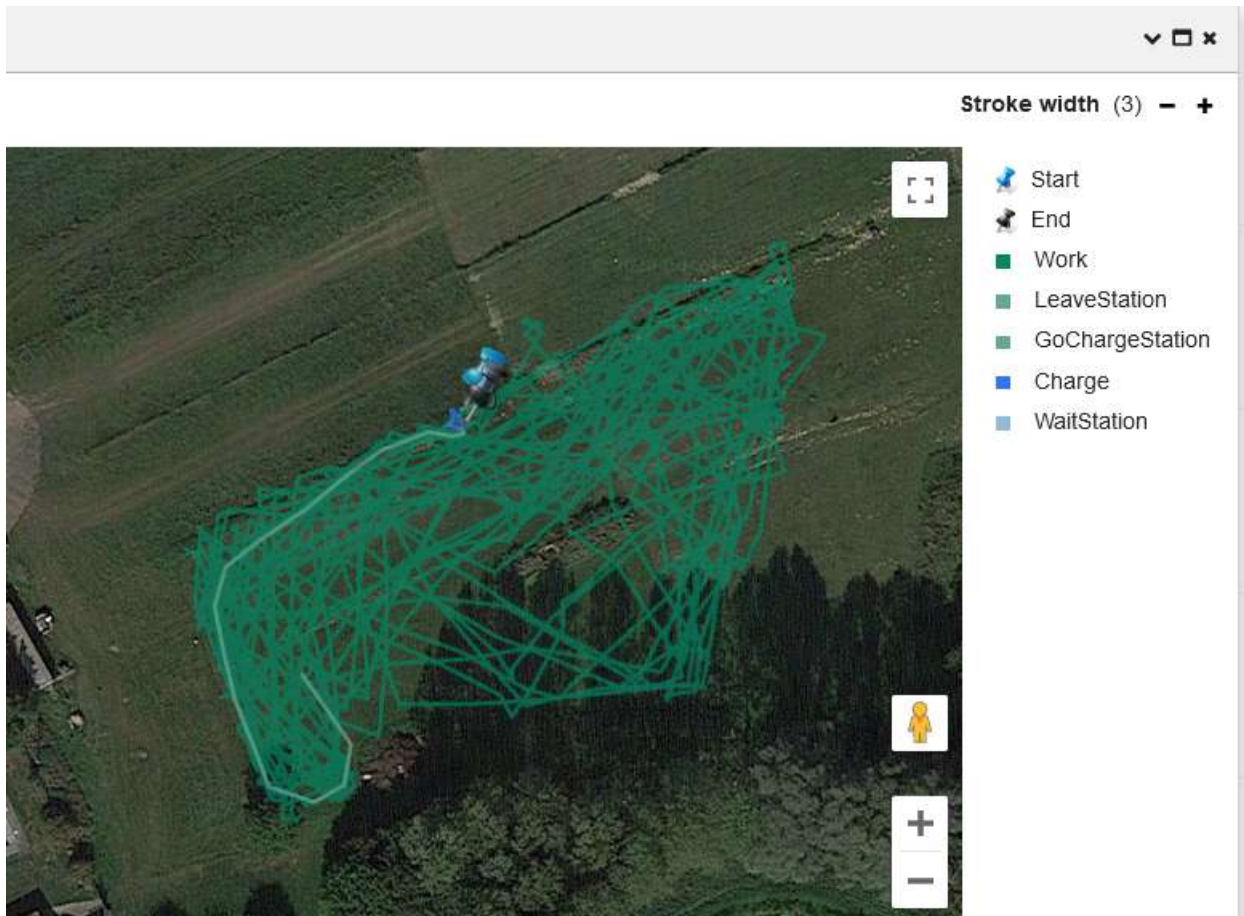 Stroke width (3) − +
Start
End
Work
LeaveStation
GoChargeStation
Charge
WaitStation
+
−